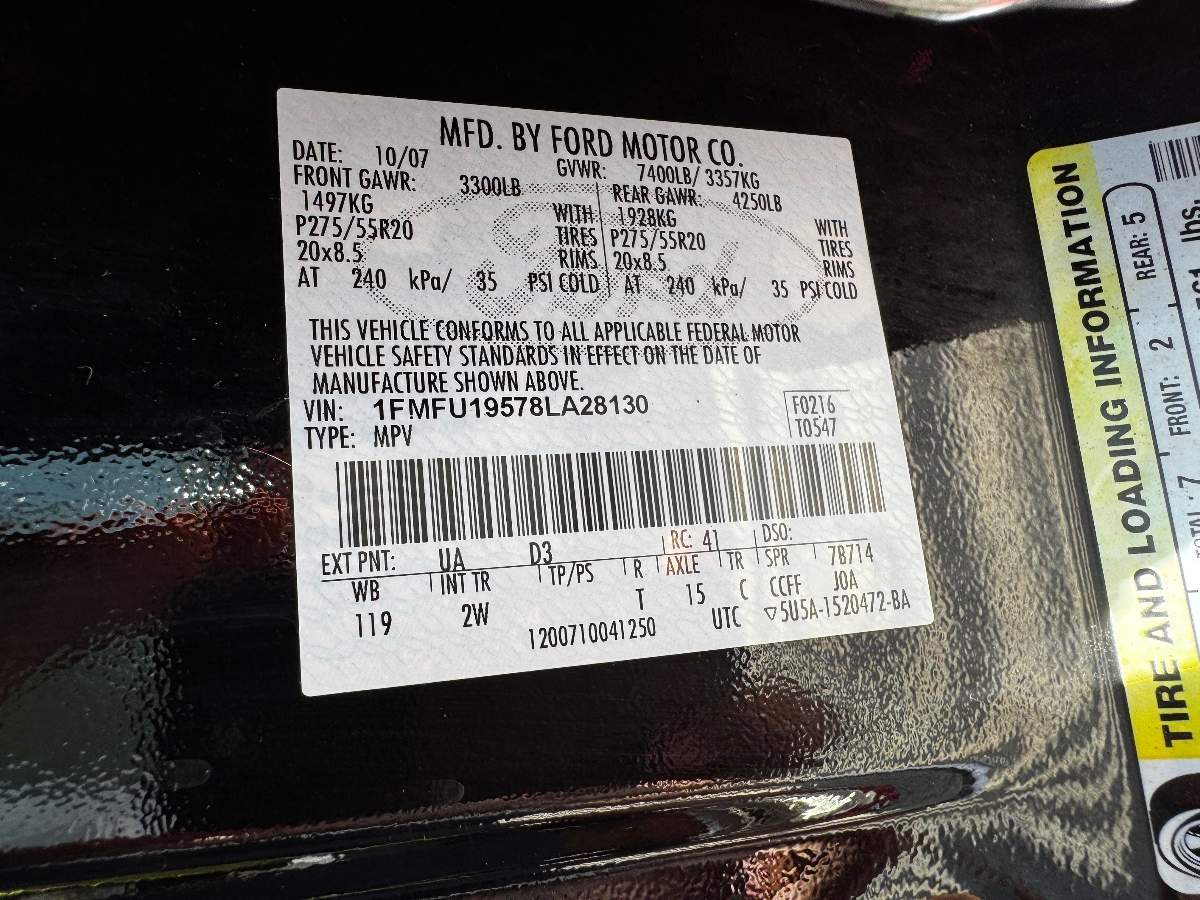 MFD. BY FORD MOTOR CO.
DATE: 10/07 GVWR: 7400LB/ 3357KG
FRONT GAWR: 3300LB REAR GAWR: 4250LB
1497KG WITH 1928KG WITH
P275/55R20 TIRES P275/55R20 TIRES
20x8.5 RIMS 20x8.5 RIMS
AT 240 kPa/ 35 PSI COLD AT 240 kPa/ 35 PSI COLD
THIS VEHICLE CONFORMS TO ALL APPLICABLE FEDERAL MOTOR
VEHICLE SAFETY STANDARDS IN EFFECT ON THE DATE OF
MANUFACTURE SHOWN ABOVE.
VIN: 1FMFU19578LA28130 F0216
TYPE: MPV T0547
EXT PNT: UA D3 RC: 41 DSO:
WB INT TR TP/PS R AXLE TR SPR 7B714
119 2W T 15 C CCFF JOA
1200710041250 UTC ▽5U5A-1520472-BA
TIRE AND LOADING INFORMATION
7 FRONT: 2 REAR: 5
lbs.